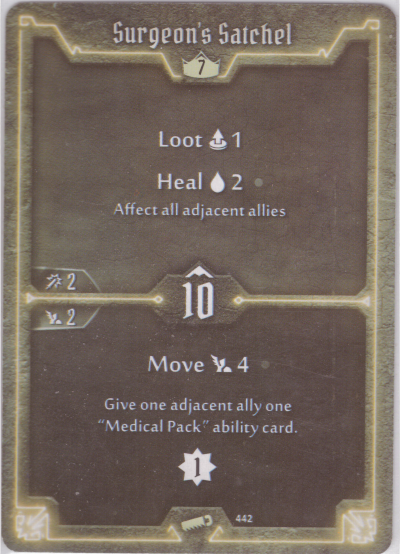 Surgeon's Satchel
7
Loot 1
Heal 2
Affect all adjacent allies
2
10
2
Move 4
Give one adjacent ally one
"Medical Pack" ability card.
1
442